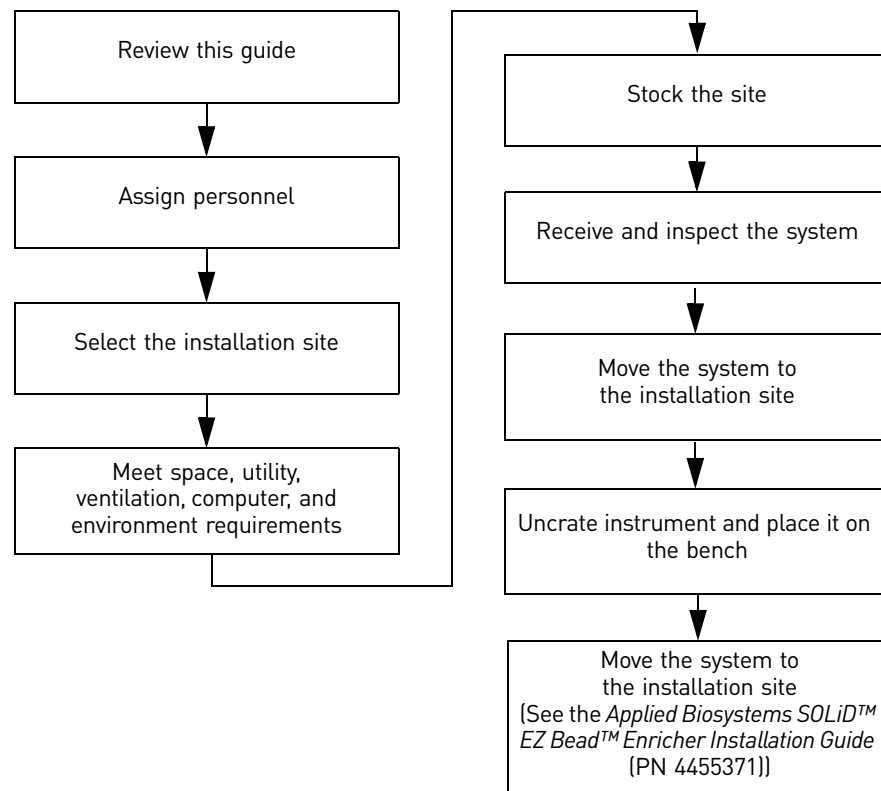 Review this guide
Assign personnel
Select the installation site
Meet space, utility,
ventilation, computer, and
environment requirements
Stock the site
Receive and inspect the system
Move the system to
the installation site
Uncrate instrument and place it on
the bench
Move the system to
the installation site
(See the Applied Biosystems SOLiD™
EZ Bead™ Enricher Installation Guide
(PN 4455371))